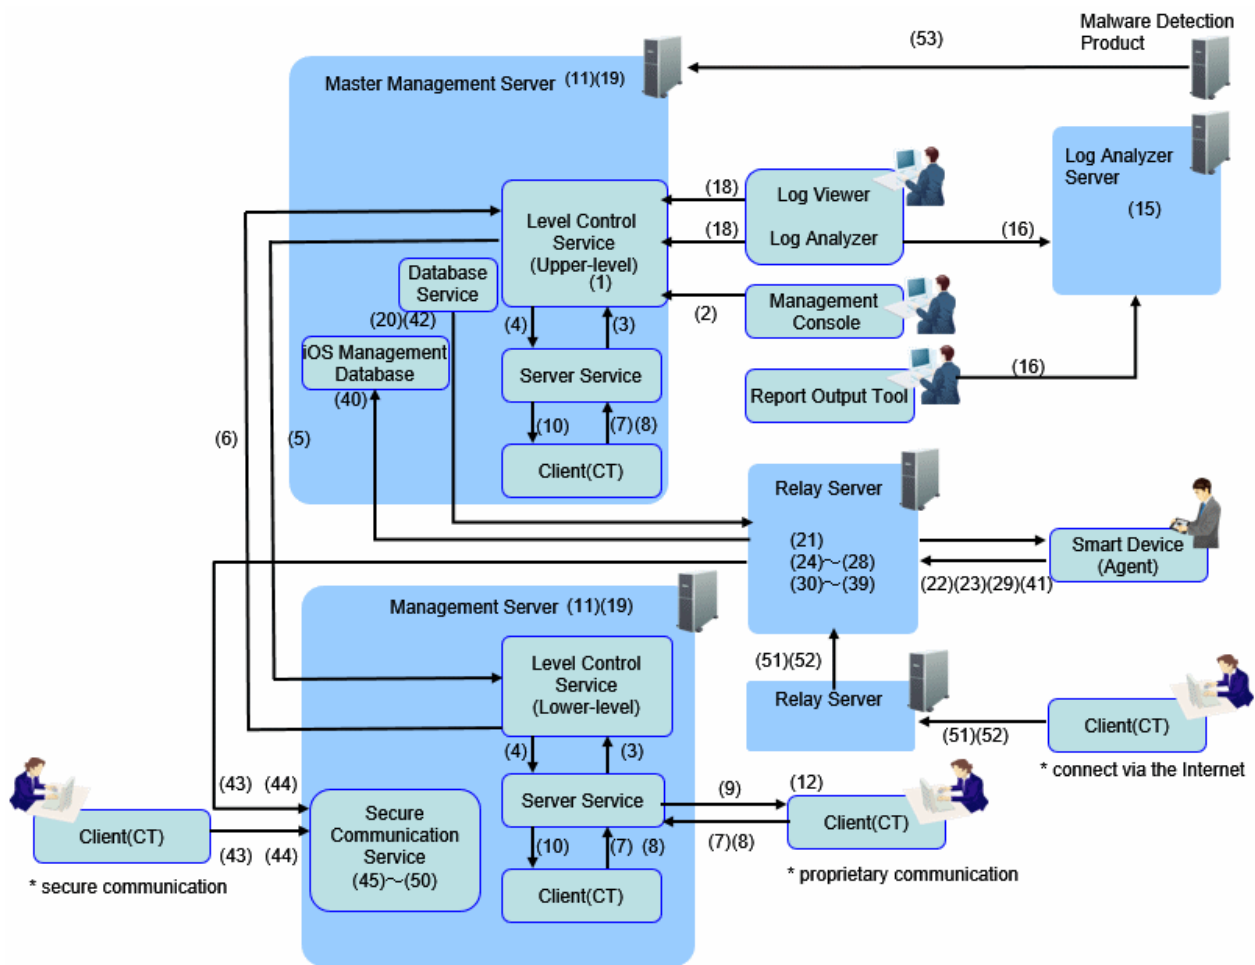 Malware Detection
Product
(53)
Master Management Server (11)(19)
Log Analyzer
Server
(15)
(18)
Log Viewer
(18)
Log Analyzer
(16)
Level Control
Service
(Upper-level)
(1)
Database
Service
(20)(42)
(2)
Management
Console
(4)
(3)
iOS Management
Database
(40)
Server Service
Report Output Tool
(16)
(6)
(5)
(10)
(7)(8)
Client(CT)
Relay Server
(21)
(24)～(28)
(30)～(39)
Smart Device
(Agent)
(22)(23)(29)(41)
Management Server (11)(19)
(51)(52)
Level Control
Service
(Lower-level)
Relay Server
(51)(52)
Client(CT)
* connect via the Internet
(4)
(3)
(43) (44)
Server Service
(9)
(12)
Client(CT)
(7)(8)
* proprietary communication
Client(CT)
(43) (44)
* secure communication
Secure
Communication
Service
(45)～(50)
(10)
(7) (8)
Client(CT)